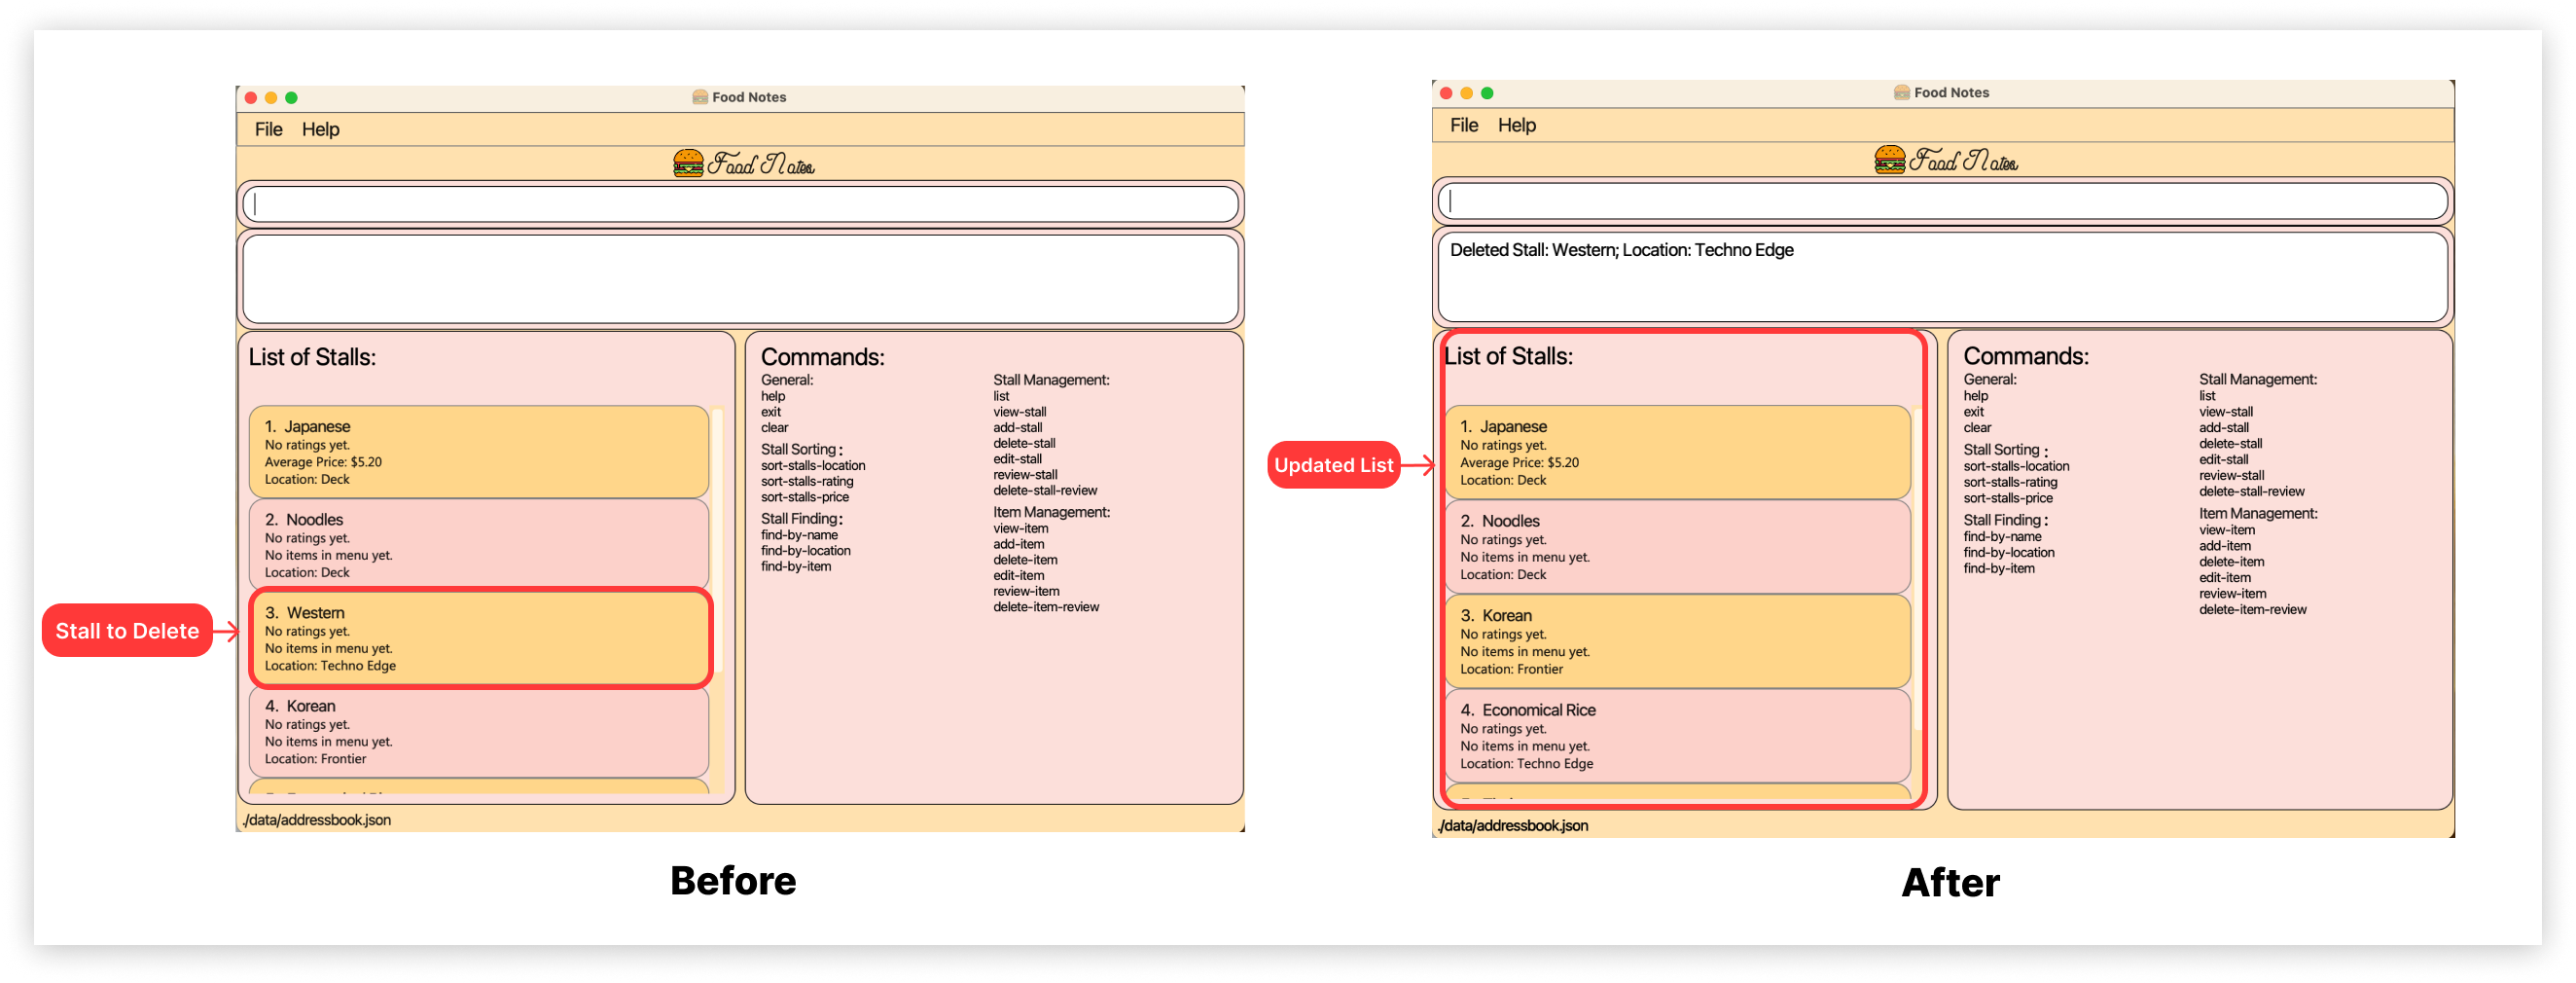 Food Notes
File Help
Food Notes
List of Stalls:
1. Japanese
No ratings yet.
Average Price: $5.20
Location: Deck
2. Noodles
No ratings yet.
No items in menu yet.
Location: Deck
Stall to Delete
3. Western
No ratings yet.
No items in menu yet.
Location: Techno Edge
4. Korean
No ratings yet.
No items in menu yet.
Location: Frontier
Commands:
General:
help
exit
clear
Stall Sorting :
sort-stalls-location
sort-stalls-rating
sort-stalls-price
Stall Finding :
find-by-name
find-by-location
find-by-item
Stall Management:
list
view-stall
add-stall
delete-stall
edit-stall
review-stall
delete-stall-review
Item Management:
view-item
add-item
delete-item
edit-item
review-item
delete-item-review
./data/addressbook.json
Before
Food Notes
File Help
Food Notes
Deleted Stall: Western; Location: Techno Edge
Updated List
List of Stalls:
1. Japanese
No ratings yet.
Average Price: $5.20
Location: Deck
2. Noodles
No ratings yet.
No items in menu yet.
Location: Deck
3. Korean
No ratings yet.
No items in menu yet.
Location: Frontier
4. Economical Rice
No ratings yet.
No items in menu yet.
Location: Techno Edge
Commands:
General:
help
exit
clear
Stall Sorting :
sort-stalls-location
sort-stalls-rating
sort-stalls-price
Stall Finding :
find-by-name
find-by-location
find-by-item
Stall Management:
list
view-stall
add-stall
delete-stall
edit-stall
review-stall
delete-stall-review
Item Management:
view-item
add-item
delete-item
edit-item
review-item
delete-item-review
./data/addressbook.json
After